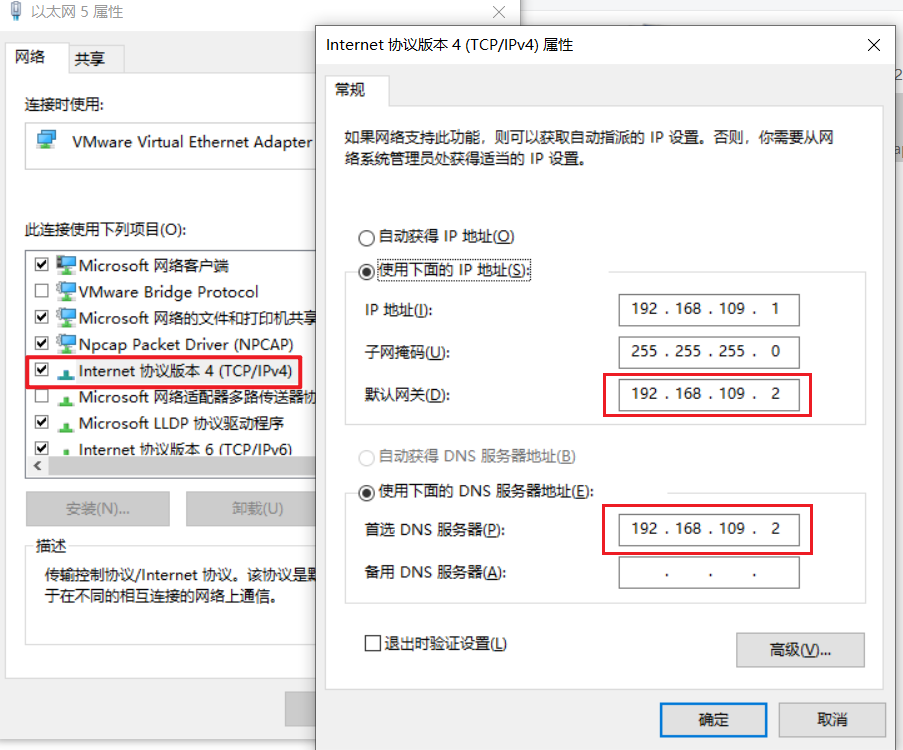 以太网 5 属性
网络
共享
连接时使用:
VMware Virtual Ethernet Adapter
此连接使用下列项目(O):
Microsoft 网络客户端
VMware Bridge Protocol
Microsoft 网络的文件和打印机共享
Npcap Packet Driver (NPCAP)
Internet 协议版本 4 (TCP/IPv4)
Microsoft 网络适配器多路传送器协
Microsoft LLDP 协议驱动程序
Internet 协议版本 6 (TCP/IPv6)
安装(N)...
卸载(U)
描述
传输控制协议/Internet 协议。该协议是
于在不同的相互连接的网络上通信。
Internet 协议版本 4 (TCP/IPv4) 属性
常规
如果网络支持此功能，则可以获取自动指派的 IP 设置。否则，你需要从网
络系统管理员处获得适当的 IP 设置。
自动获得 IP 地址(O)
使用下面的 IP 地址(S):
IP 地址(I): 192 . 168 . 109 . 1
子网掩码(U): 255 . 255 . 255 . 0
默认网关(D): 192 . 168 . 109 . 2
自动获得 DNS 服务器地址(B)
使用下面的 DNS 服务器地址(E):
首选 DNS 服务器(P): 192 . 168 . 109 . 2
备用 DNS 服务器(A): . . .
退出时验证设置(L)
高级(V)...
确定
取消